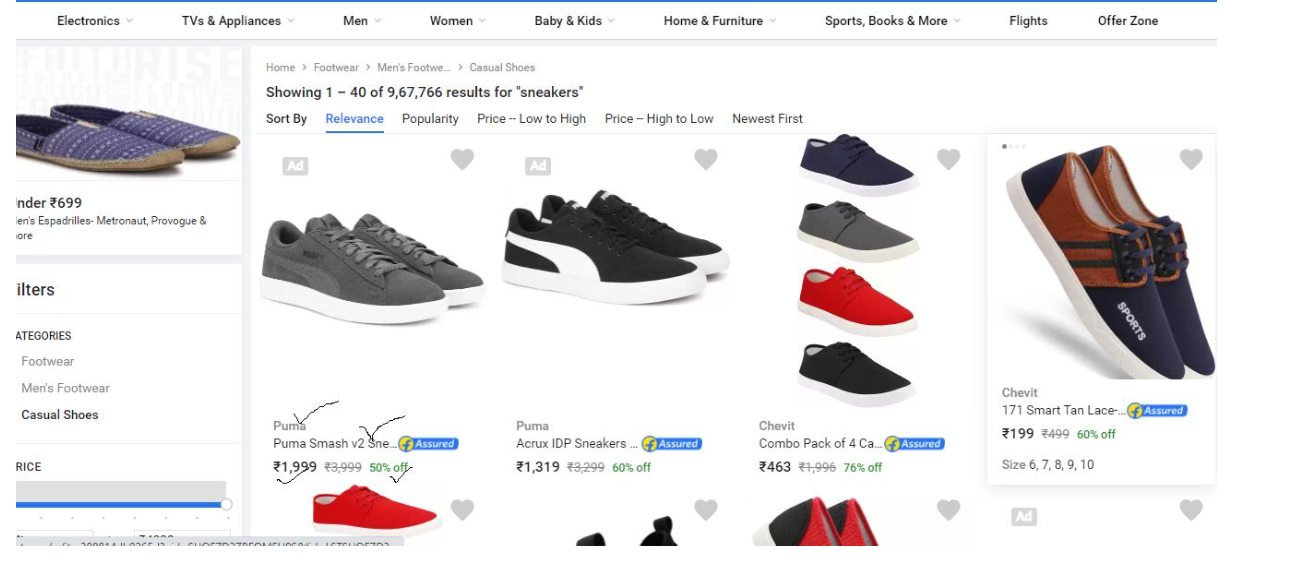 Electronics TVs & Appliances Men Women Baby & Kids Home & Furniture Sports, Books & More Flights Offer Zone
FAITH RISE
nder ₹699
en's Espadrilles- Metronaut, Provogue &
ore
ilters
ATEGORIES
Footwear
Men's Footwear
Casual Shoes
RICE
Home > Footwear > Men's Footwe... > Casual Shoes
Showing 1 – 40 of 9,67,766 results for "sneakers"
Sort By Relevance Popularity Price -- Low to High Price -- High to Low Newest First
Ad
Puma
Puma Smash v2 Sne... Assured
₹1,999 ₹3,999 50% off
Ad
Puma
Acrux IDP Sneakers ... Assured
₹1,319 ₹3,299 60% off
Chevit
Combo Pack of 4 Ca... Assured
₹463 ₹1,996 76% off
SPORTS
Chevit
171 Smart Tan Lace-... Assured
₹199 ₹499 60% off
Size 6, 7, 8, 9, 10
Ad